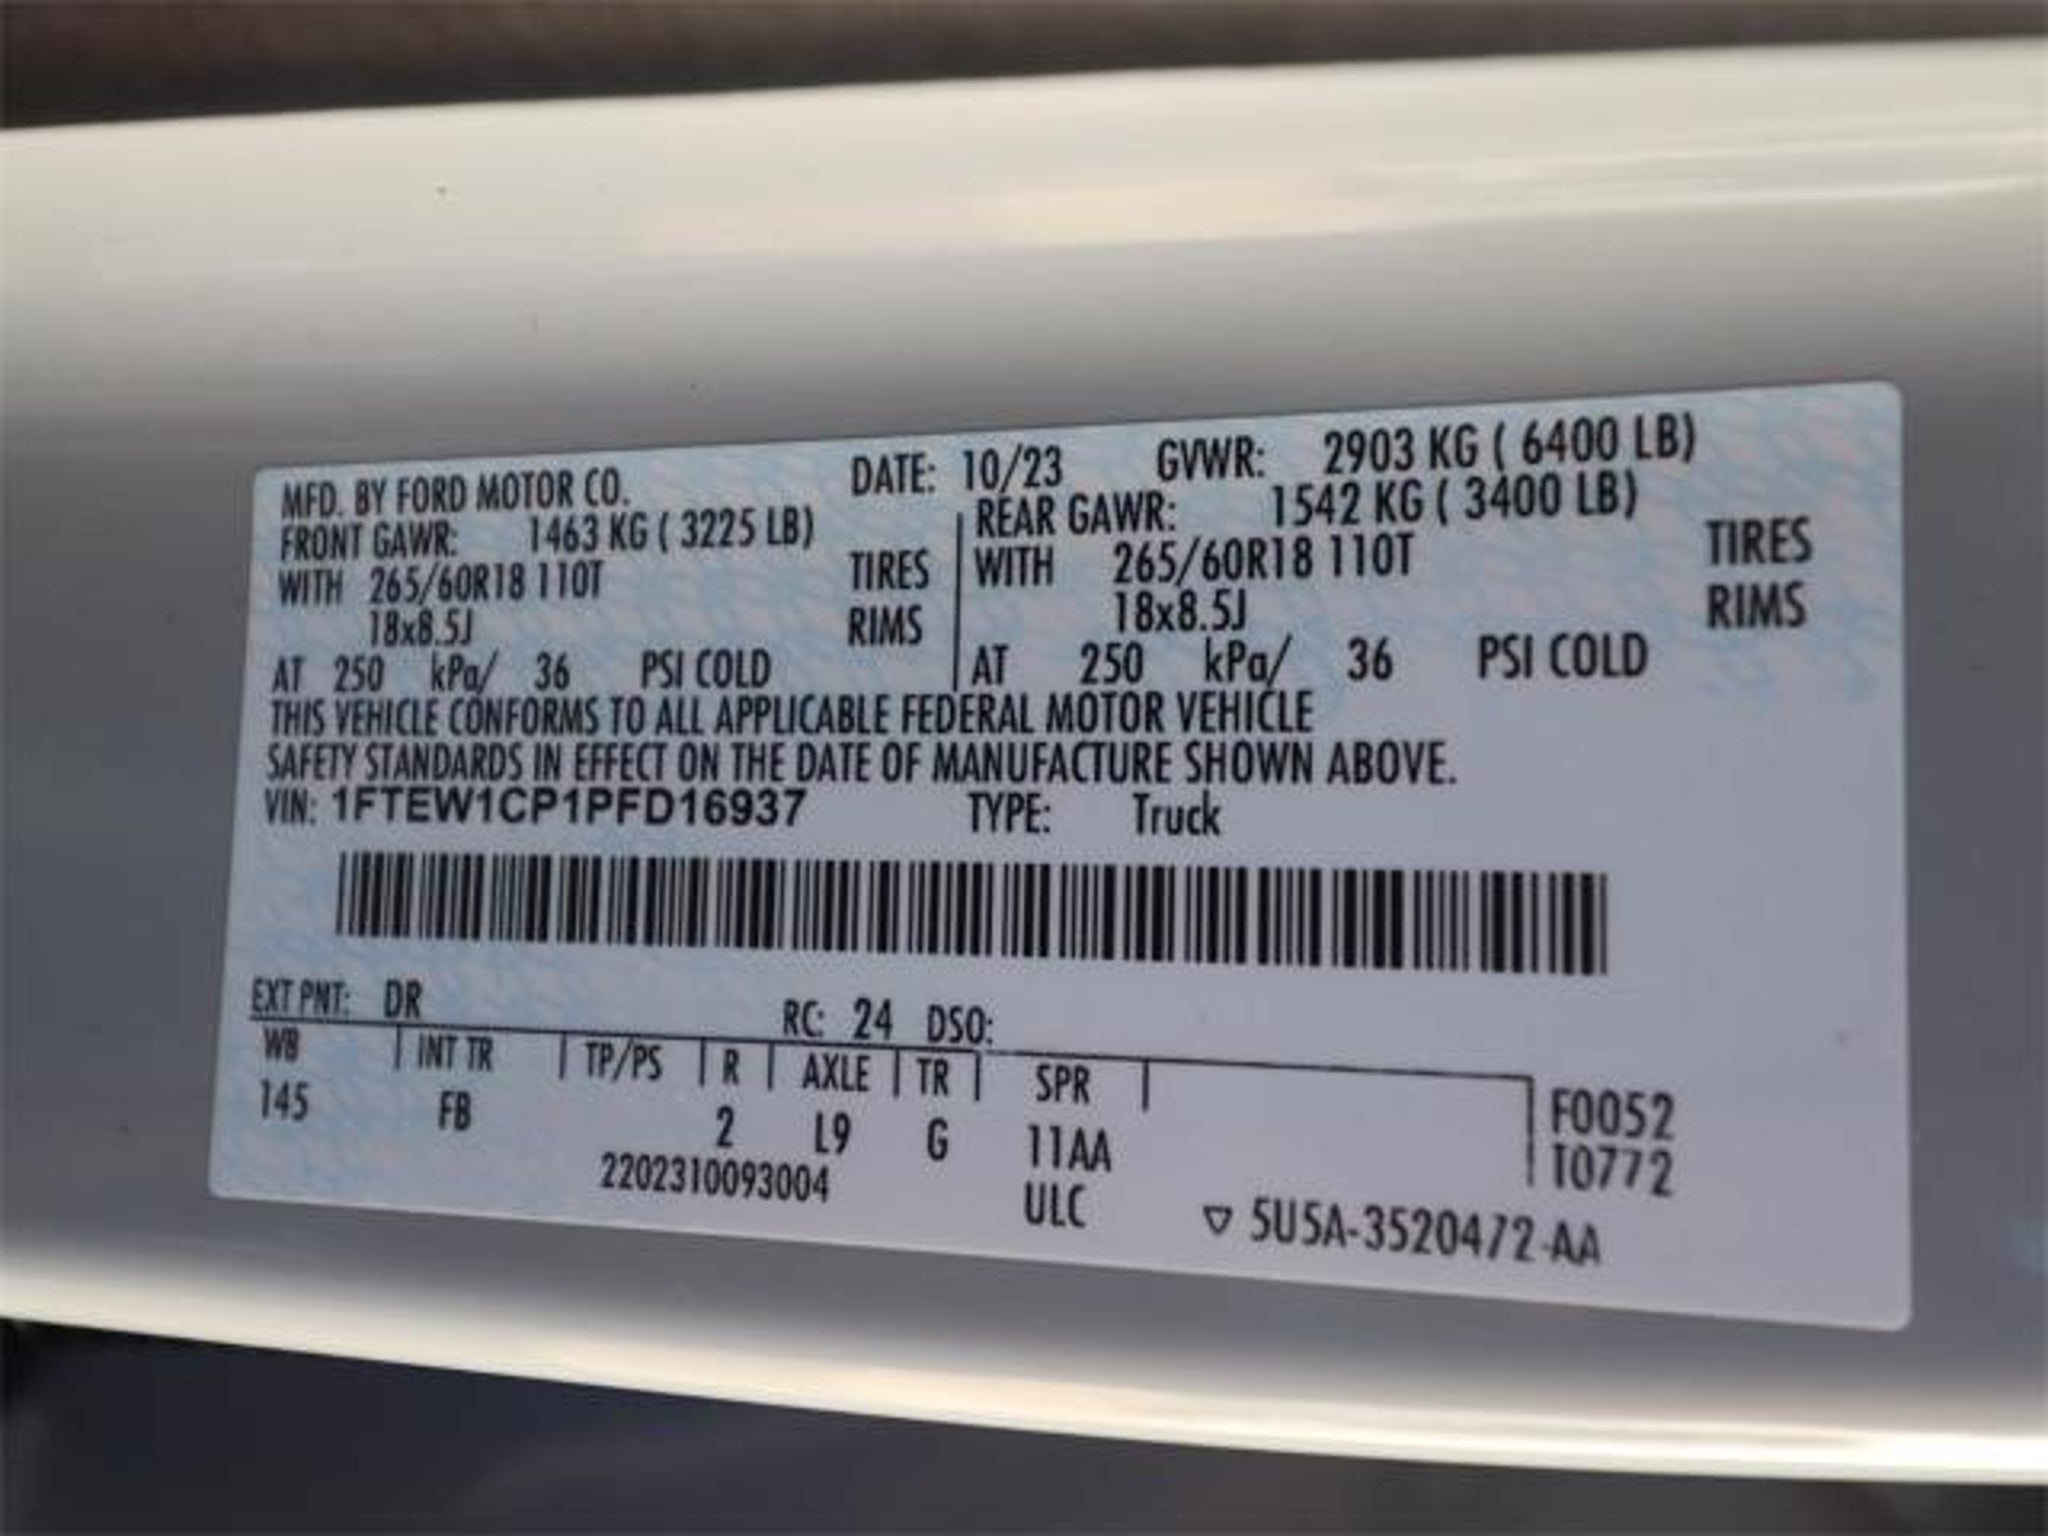 MFD. BY FORD MOTOR CO. DATE: 10/23 GVWR: 2903 KG ( 6400 LB)
FRONT GAWR: 1463 KG ( 3225 LB) REAR GAWR: 1542 KG ( 3400 LB)
WITH 265/60R18 110T TIRES WITH 265/60R18 110T TIRES
18x8.5J RIMS 18x8.5J RIMS
AT 250 kPa/ 36 PSI COLD AT 250 kPa/ 36 PSI COLD
THIS VEHICLE CONFORMS TO ALL APPLICABLE FEDERAL MOTOR VEHICLE
SAFETY STANDARDS IN EFFECT ON THE DATE OF MANUFACTURE SHOWN ABOVE.
VIN: 1FTEW1CP1PFD16937 TYPE: Truck
EXT PNT: DR RC: 24 DSO:
WB INT TR TP/PS R AXLE TR SPR
145 FB 2 L9 G 11AA F0052
2202310093004 ULC T0772
▽ 5U5A-3520472-AA